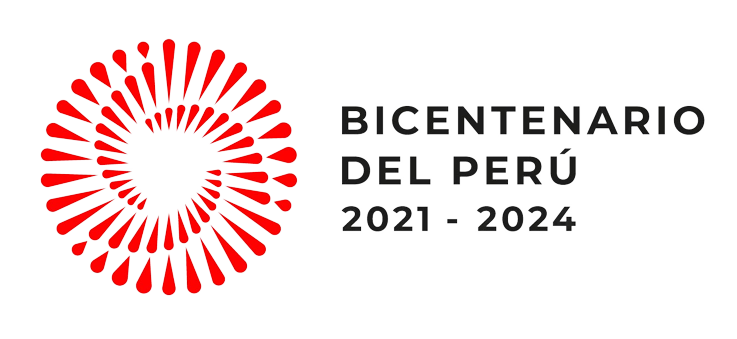 BICENTENARIO
DEL PERÚ
2021 - 2024